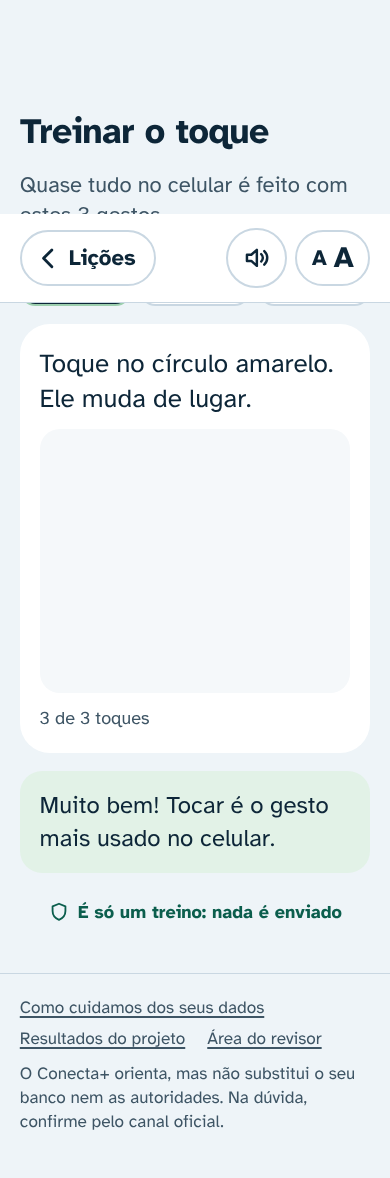 Treinar o toque
Quase tudo no celular é feito com
estes 3 gestos
Lições
A A
Toque no círculo amarelo.
Ele muda de lugar.
3 de 3 toques
Muito bem! Tocar é o gesto
mais usado no celular.
É só um treino: nada é enviado
Como cuidamos dos seus dados
Resultados do projeto Área do revisor
O Conecta+ orienta, mas não substitui o seu
banco nem as autoridades. Na dúvida,
confirme pelo canal oficial.